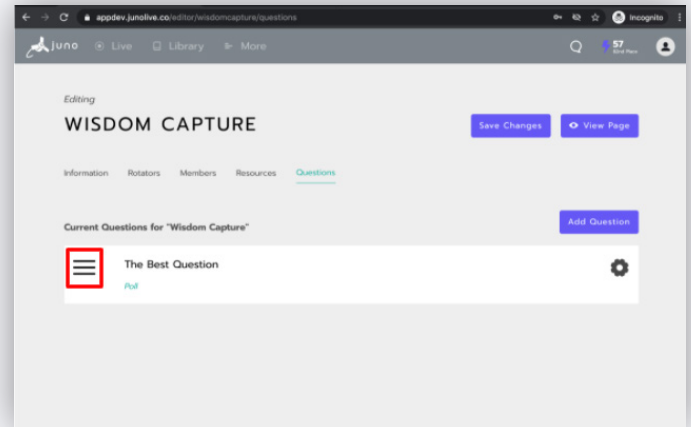 appdev.junolive.co/editor/wisdomcapture/questions
Incognito
juno Live Library More
57
Editing
WISDOM CAPTURE
Save Changes View Page
Information Rotators Members Resources Questions
Current Questions for "Wisdom Capture"
Add Question
The Best Question
Poll